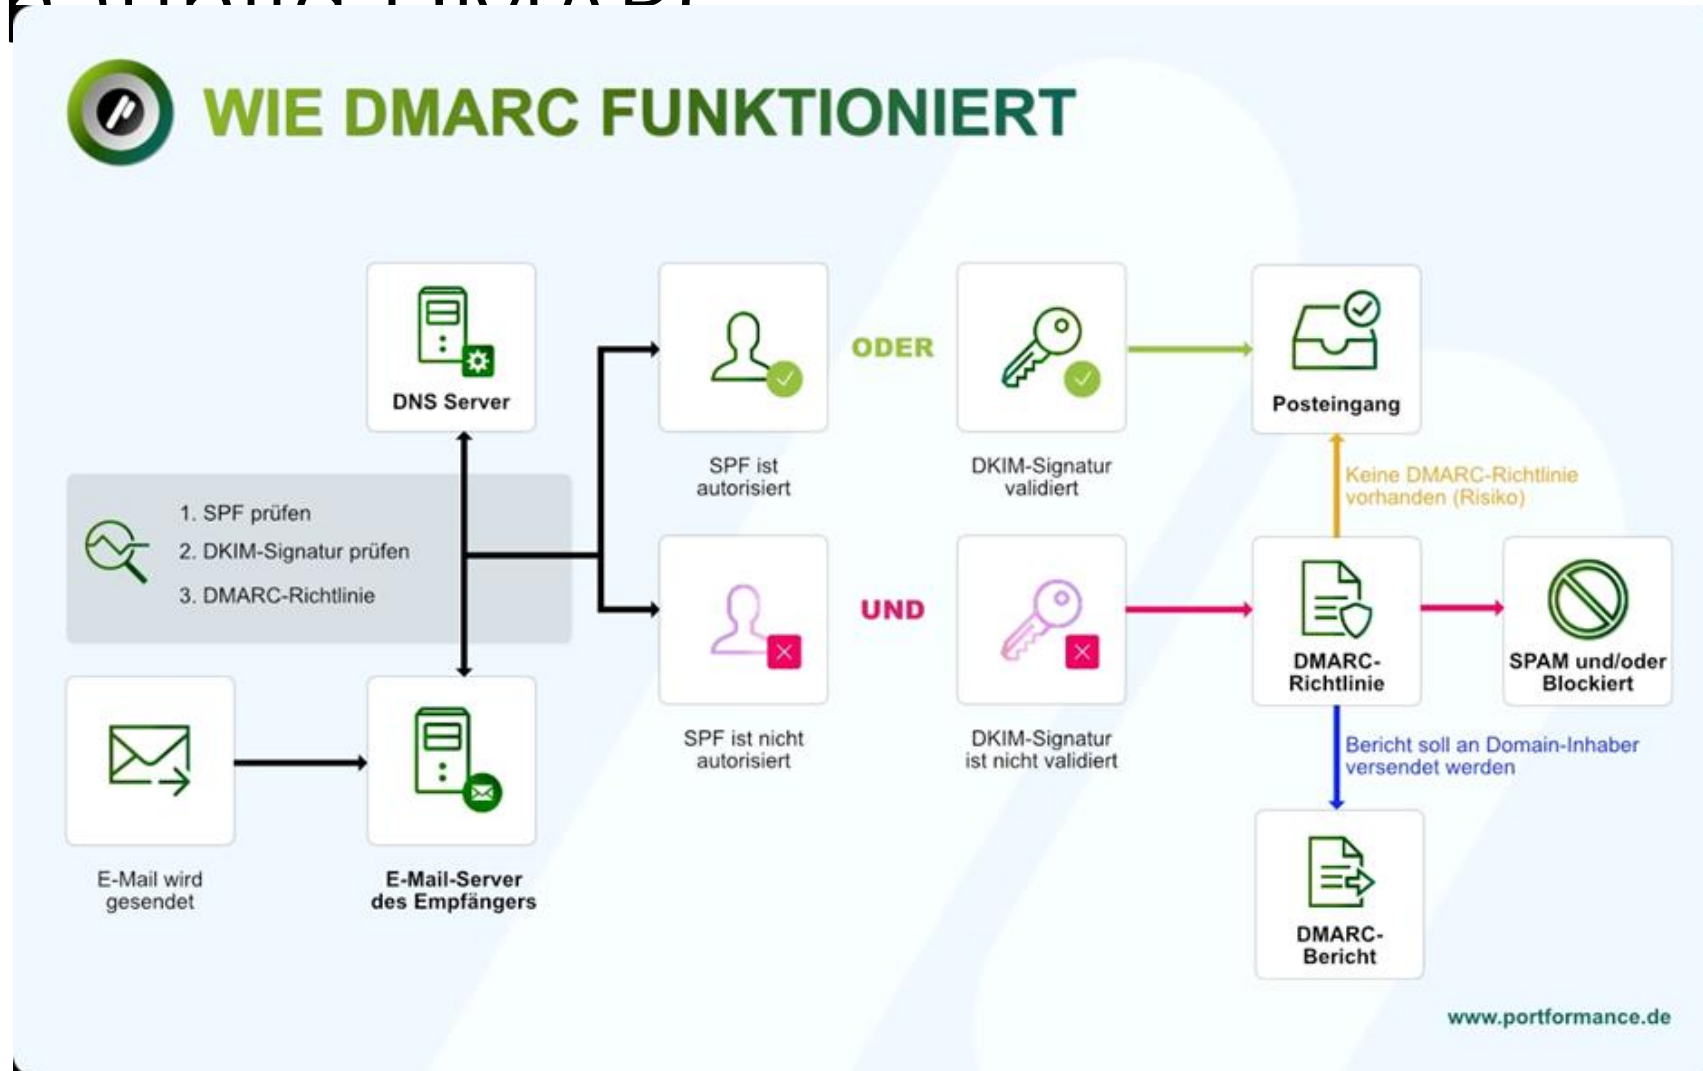 WIE DMARC FUNKTIONIERT
DNS Server
ODER
Posteingang
SPF ist
autorisiert
DKIM-Signatur
validiert
Keine DMARC-Richtlinie
vorhanden (Risiko)
1. SPF prüfen
2. DKIM-Signatur prüfen
3. DMARC-Richtlinie
UND
DMARC-
Richtlinie
SPAM und/oder
Blockiert
SPF ist nicht
autorisiert
DKIM-Signatur
ist nicht validiert
Bericht soll an Domain-Inhaber
versendet werden
E-Mail wird
gesendet
E-Mail-Server
des Empfängers
DMARC-
Bericht
www.portformance.de